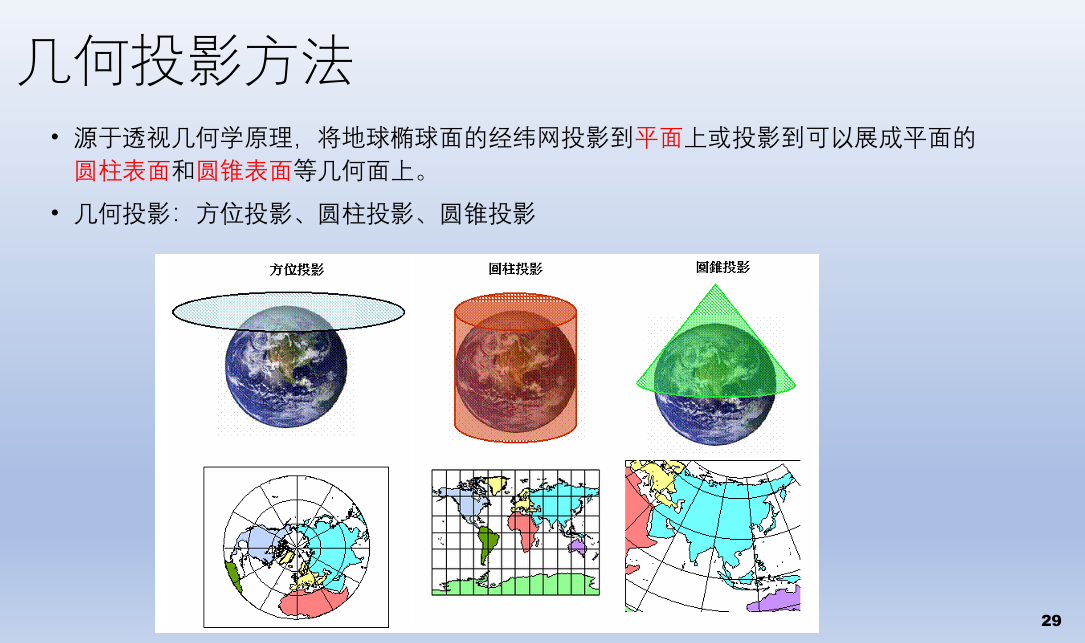 几何投影方法
• 源于透视几何学原理，将地球椭球面的经纬网投影到平面上或投影到可以展成平面的
圆柱表面和圆锥表面等几何面上。
• 几何投影：方位投影、圆柱投影、圆锥投影
方位投影 圓柱投影 圓錐投影
29